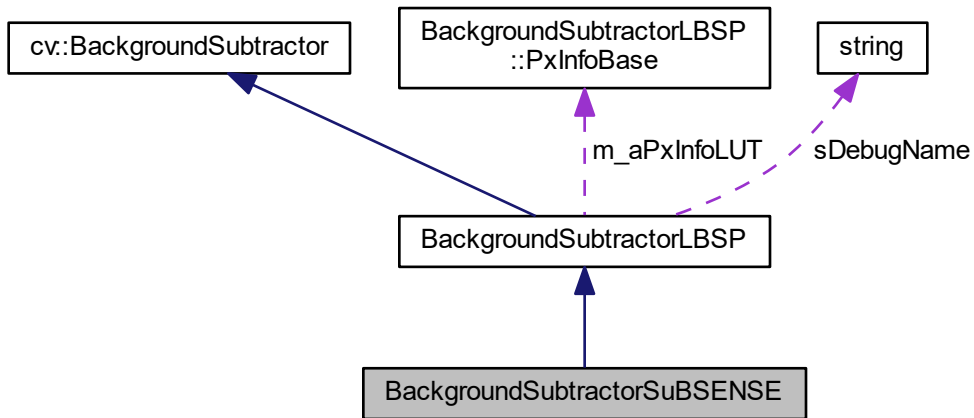 cv::BackgroundSubtractor
BackgroundSubtractorLBSP
::PxInfoBase
string
m_aPxInfoLUT
sDebugName
BackgroundSubtractorLBSP
BackgroundSubtractorSuBSENSE